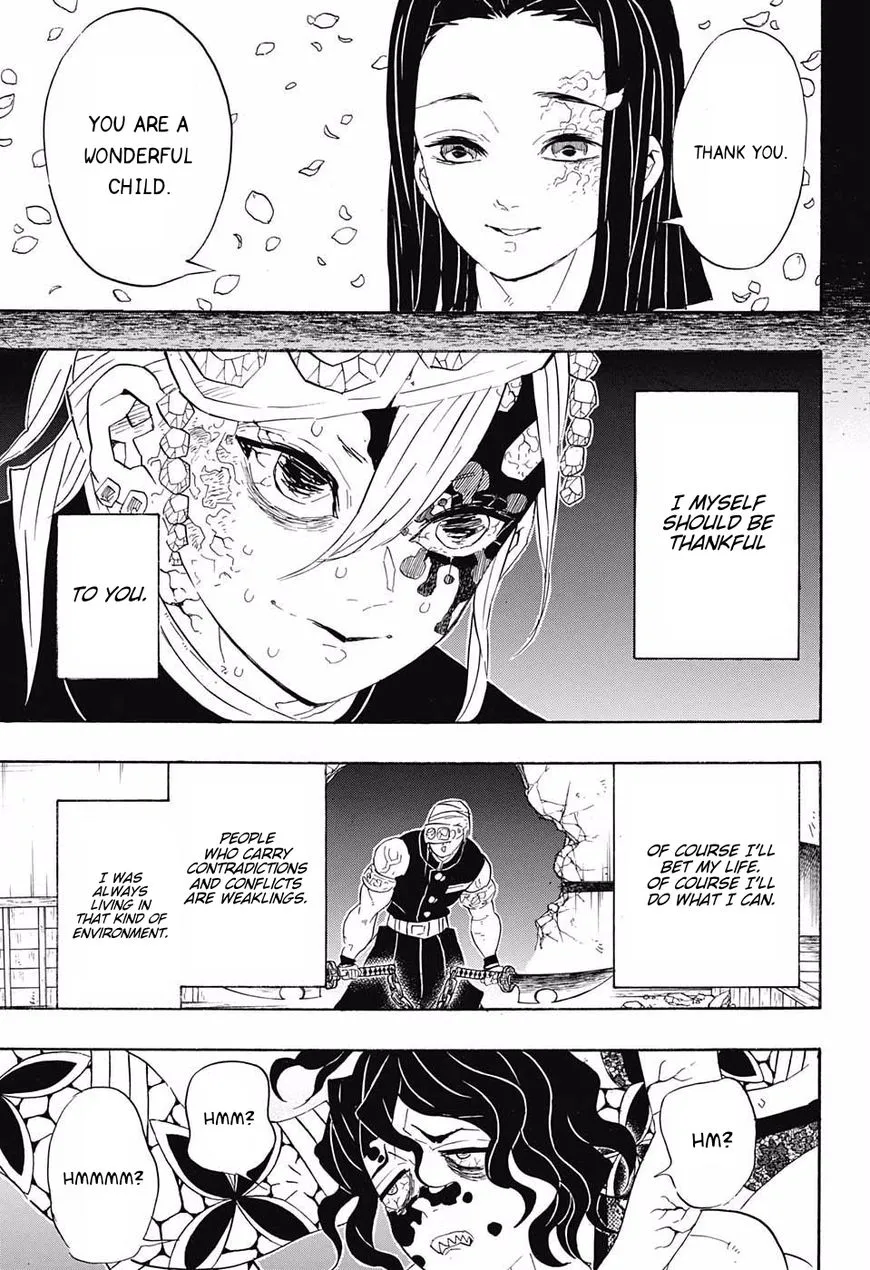 THANK YOU.
YOU ARE A
WONDERFUL
CHILD.
I MYSELF
SHOULD BE
THANKFUL
TO YOU.
OF COURSE I'LL
BET MY LIFE.
OF COURSE I'LL
DO WHAT I CAN.
PEOPLE
WHO CARRY
CONTRADICTIONS
AND CONFLICTS
ARE WEAKLINGS.
I WAS
ALWAYS
LIVING IN
THAT KIND OF
ENVIRONMENT.
HM?
HMM?
HMMMM?